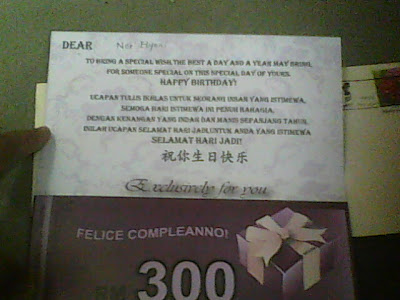 DEAR
TO BRING A SPECIAL WISH THE BEST A DAY AND A YEAR MAY BRING,
FOR SOMEONE SPECIAL ON THIS SPECIAL DAY OF YOURS.
HAPPY BIRTHDAY!
UCAPAN TULUS IKHLAS UNTUK SEORANG INSAN YANG ISTIMEWA,
SEMOGA HARI ISTIMEWA INI PENUH BAHAGIA.
DENGAN KENANGAN YANG INDAH DAN MANIS SEPANJANG TAHUN,
INILAH UCAPAN SELAMAT HARI JADI,UNTUK ANDA YANG ISTIMEWA
SELAMAT HARI JADI!
祝你生日快乐
Exclusively for you
FELICE COMPLEANNO!
RM 300